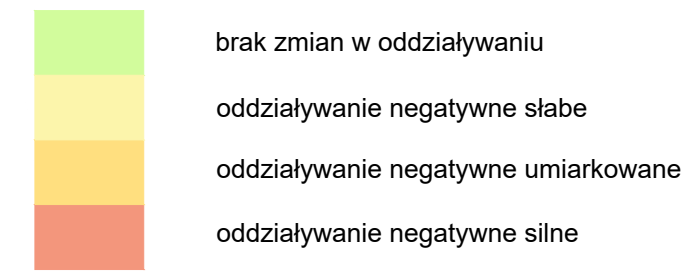 brak zmian w oddziaływaniu
oddziaływanie negatywne słabe
oddziaływanie negatywne umiarkowane
oddziaływanie negatywne silne